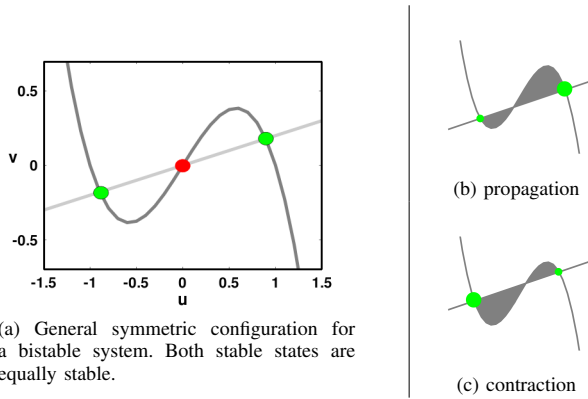 0.5
v
0
-0.5
-1.5 -1 -0.5 0 0.5 1 1.5
u
(a) General symmetric configuration for
a bistable system. Both stable states are
equally stable.
(b) propagation
(c) contraction